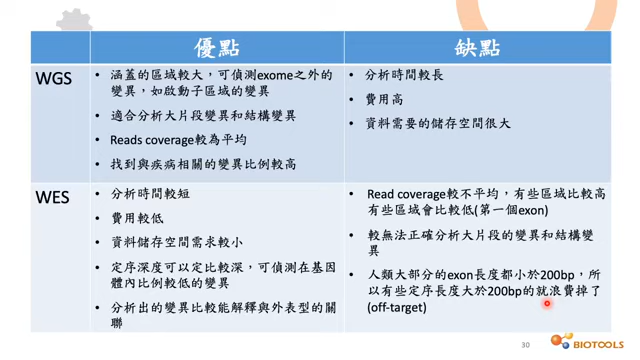 優點
缺点
WGS
• 涵蓋的區域較大，可偵測exome之外的
變異，如啟動子區域的變異
• 適合分析大片段變異和結構變異
• Reads coverage較為平均
• 找到與疾病相關的變異比例較高
• 分析時間較長
• 費用高
• 資料需要的儲存空間很大
WES
• 分析時間較短
• 費用較低
• 資料儲存空間需求較小
• 定序深度可以定比較深，可偵測在基因
體內比例較低的變異
• 分析出的變異比較能解釋與外表型的關
聯
• Read coverage較不平均，有些區域比較高
有些區域會比較低(第一個exon)
• 較無法正確分析大片段的變異和結構變
異
• 人類大部分的exon長度都小於200bp，所
以有些定序長度大於200bp的就浪費掉了
(off-target)
30
BIOTOOLS